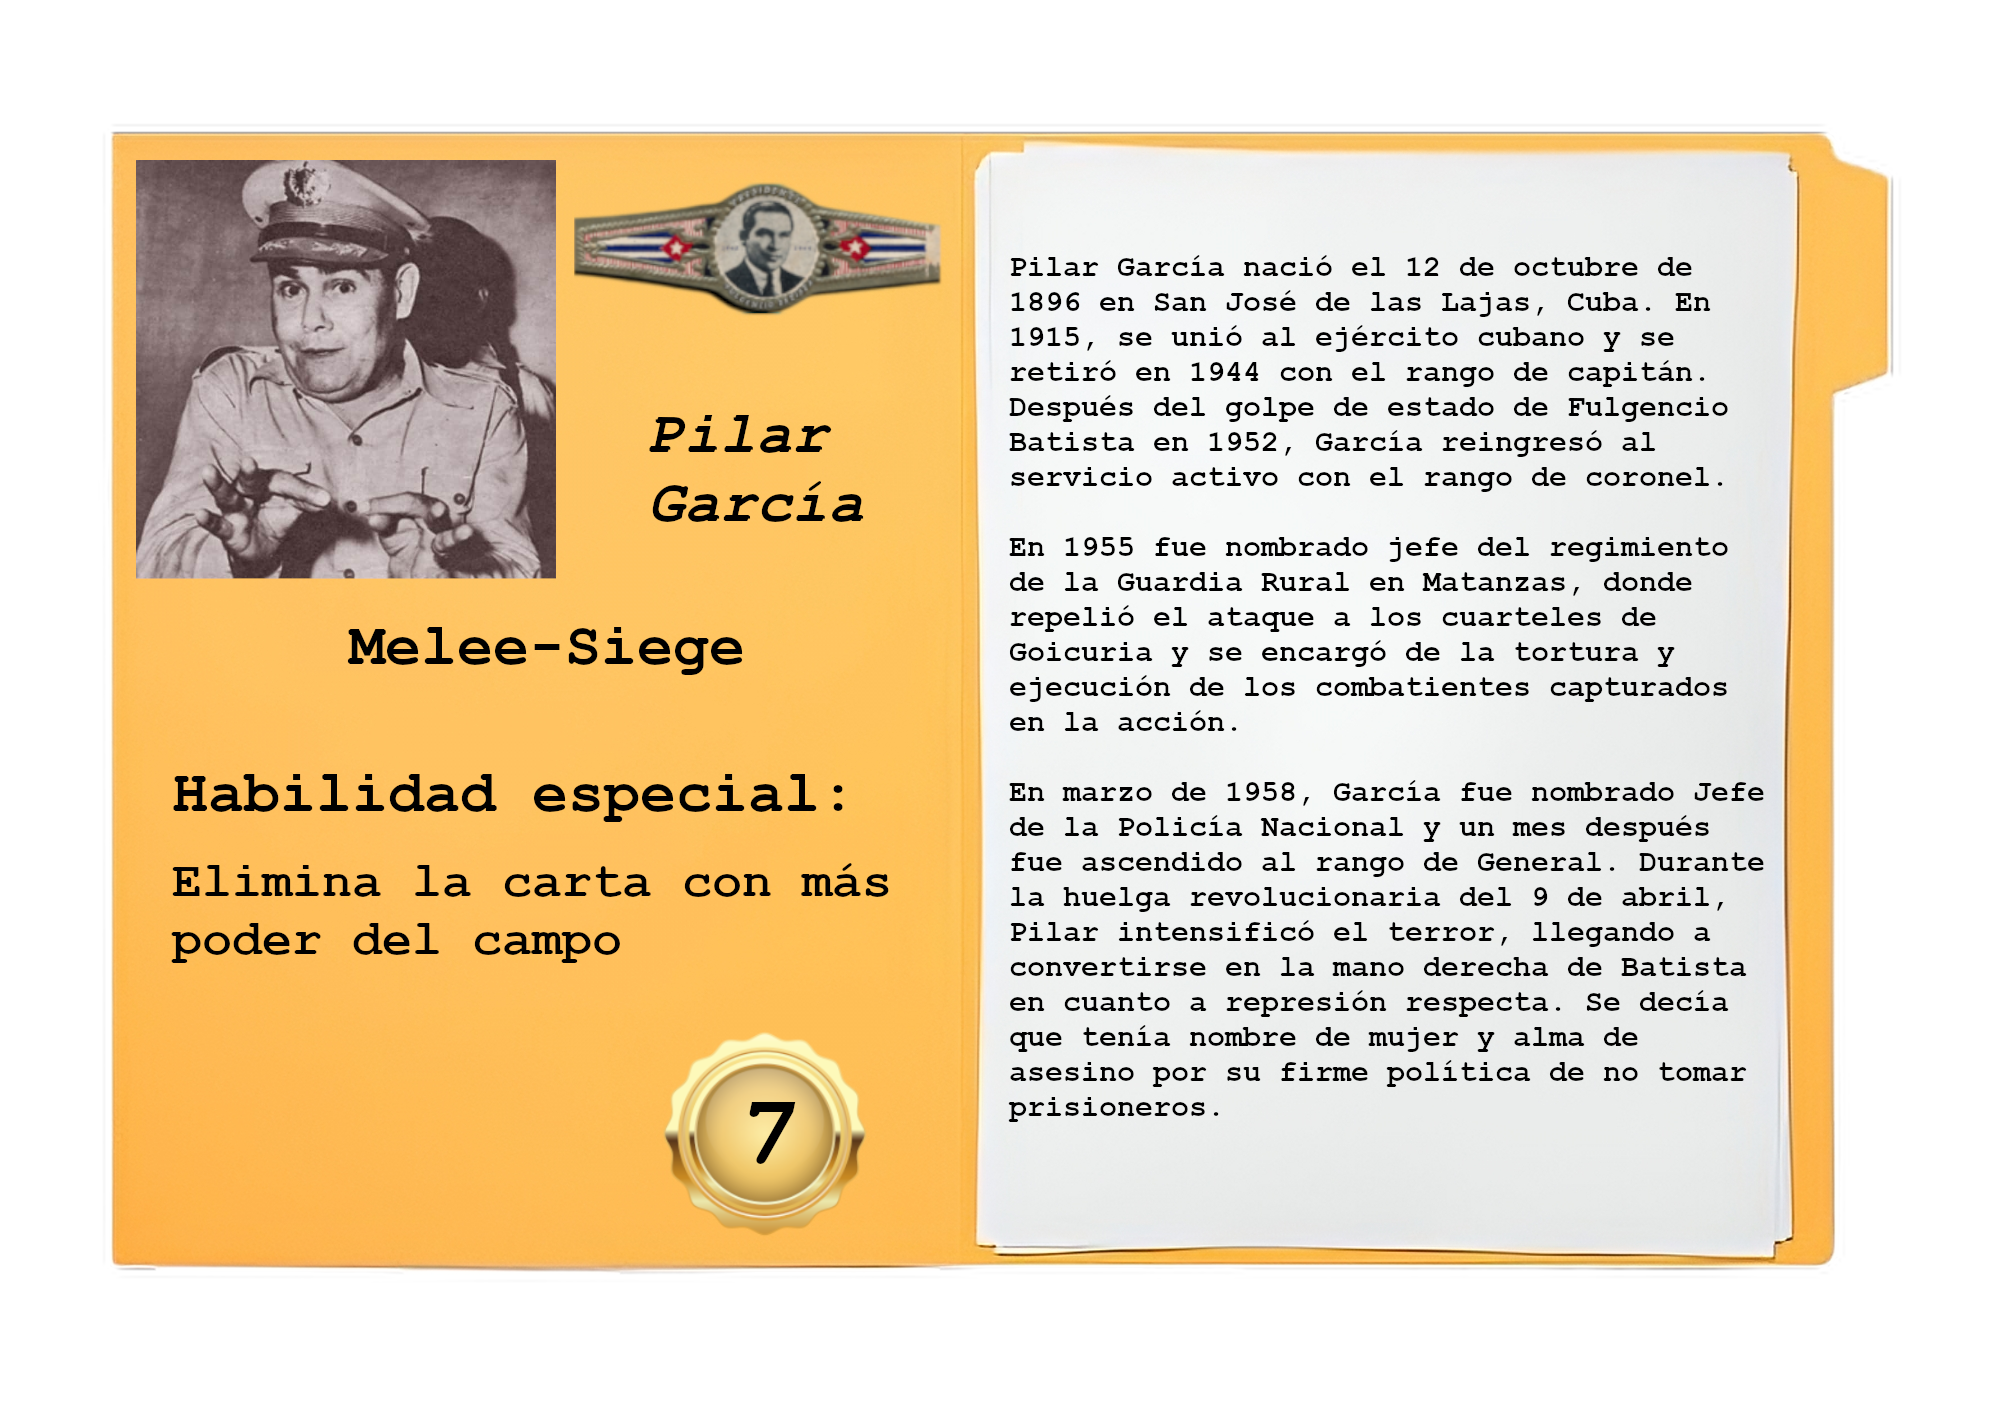 Pilar
García
Melee-Siege
Habilidad especial:
Elimina la carta con más
poder del campo
7
Pilar García nació el 12 de octubre de
1896 en San José de las Lajas, Cuba. En
1915, se unió al ejército cubano y se
retiró en 1944 con el rango de capitán.
Después del golpe de estado de Fulgencio
Batista en 1952, García reingresó al
servicio activo con el rango de coronel.
En 1955 fue nombrado jefe del regimiento
de la Guardia Rural en Matanzas, donde
repelió el ataque a los cuarteles de
Goicuria y se encargó de la tortura y
ejecución de los combatientes capturados
en la acción.
En marzo de 1958, García fue nombrado Jefe
de la Policía Nacional y un mes después
fue ascendido al rango de General. Durante
la huelga revolucionaria del 9 de abril,
Pilar intensificó el terror, llegando a
convertirse en la mano derecha de Batista
en cuanto a represión respecta. Se decía
que tenía nombre de mujer y alma de
asesino por su firme política de no tomar
prisioneros.